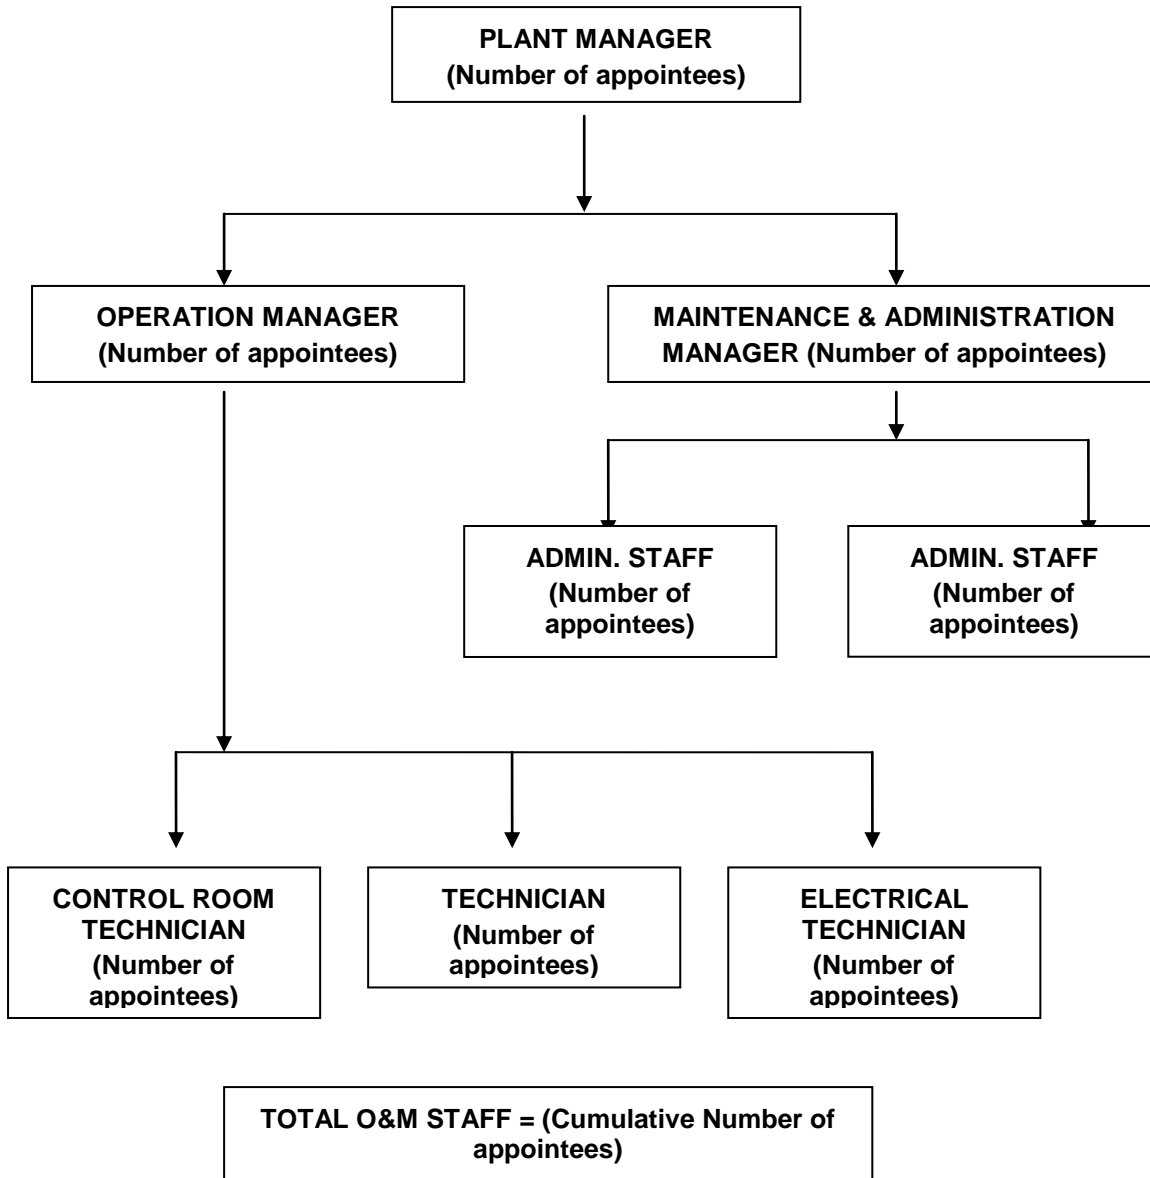 PLANT MANAGER
(Number of appointees)
OPERATION MANAGER
(Number of appointees)
MAINTENANCE & ADMINISTRATION
MANAGER (Number of appointees)
ADMIN. STAFF
(Number of
appointees)
ADMIN. STAFF
(Number of
appointees)
CONTROL ROOM
TECHNICIAN
(Number of
appointees)
TECHNICIAN
(Number of
appointees)
ELECTRICAL
TECHNICIAN
(Number of
appointees)
TOTAL O&M STAFF = (Cumulative Number of
appointees)